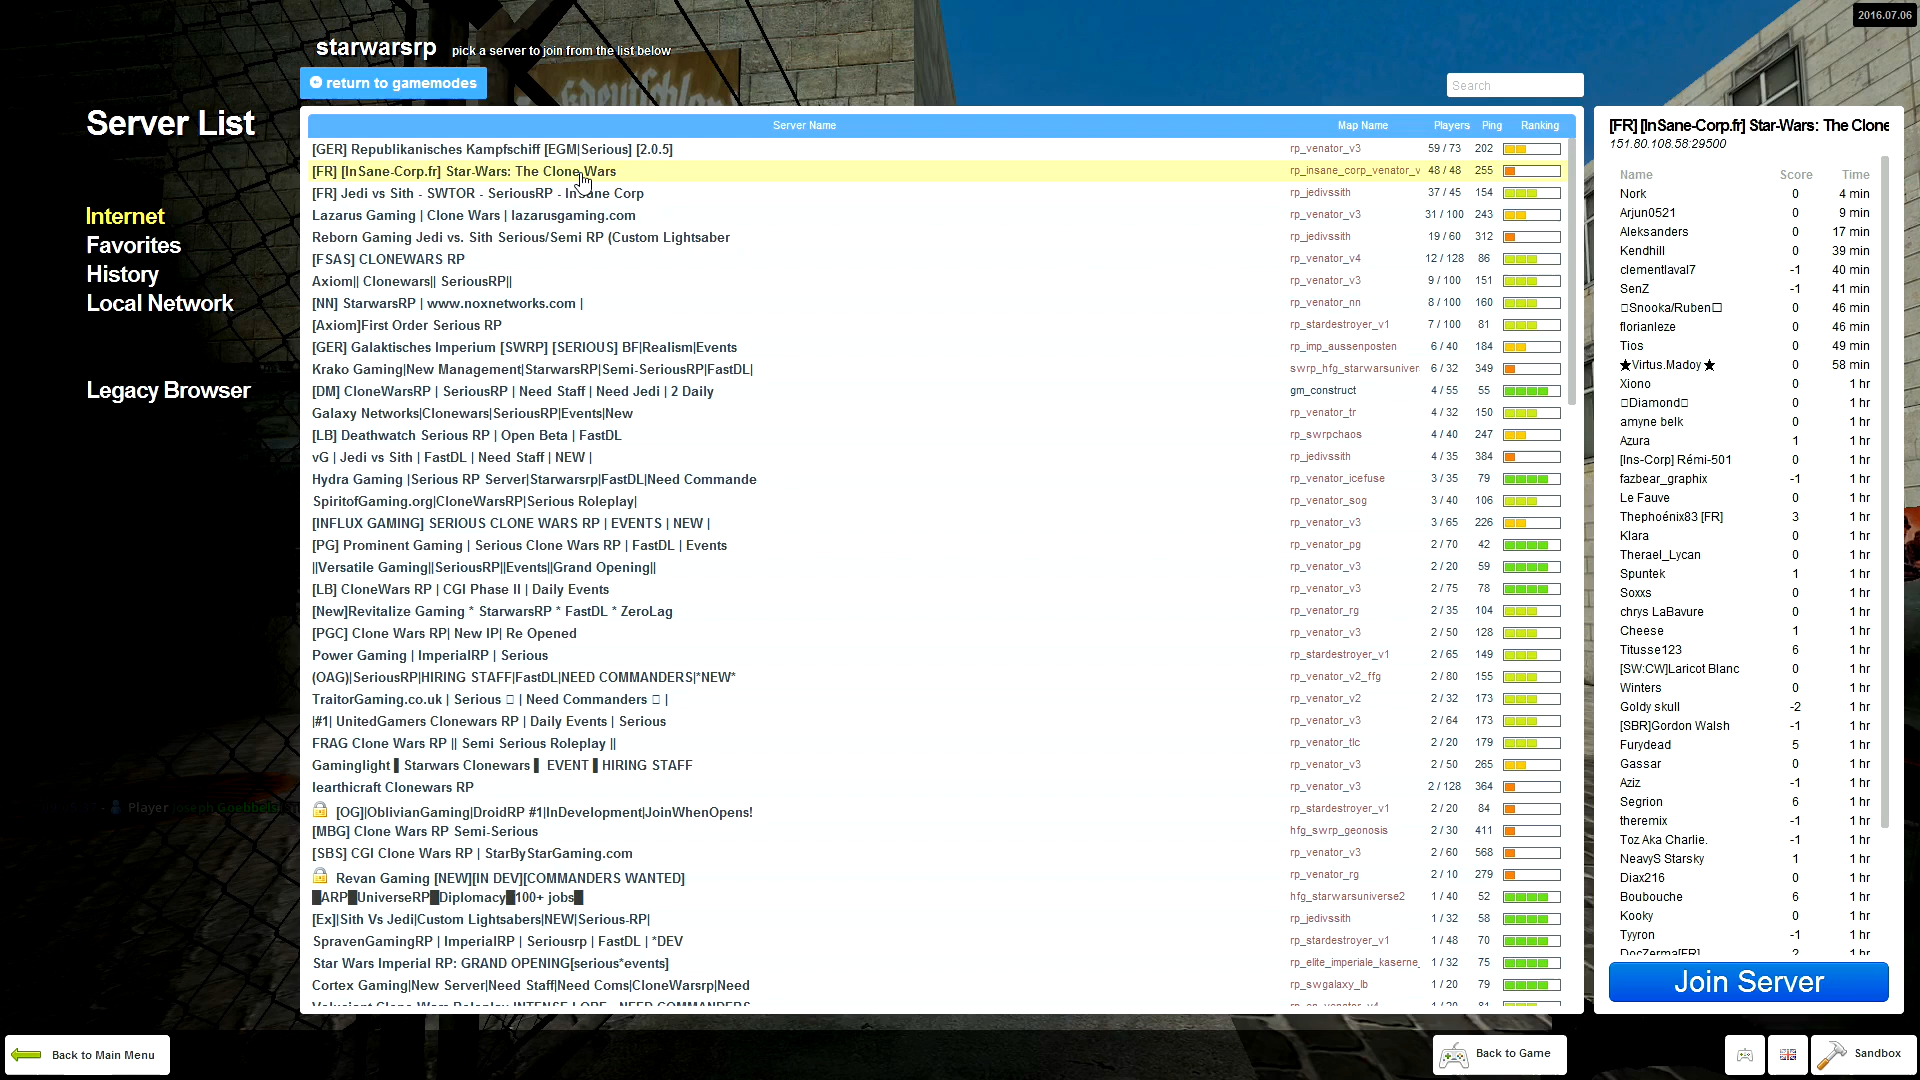 2016.07.06
starwarsrp pick a server to join from the list below
return to gamemodes
Search
Server List
Internet
Favorites
History
Local Network
Legacy Browser
Server Name Map Name Players Ping Ranking
[GER] Republikanisches Kampfschiff [EGM|Serious] [2.0.5] rp_venator_v3 59 / 73 202
[FR] [InSane-Corp.fr] Star-Wars: The Clone Wars rp_insane_corp_venator_v 48 / 48 255
[FR] Jedi vs Sith - SWTOR - SeriousRP - InSane Corp rp_jedivssith 37 / 45 154
Lazarus Gaming | Clone Wars | lazarusgaming.com rp_venator_v3 31 / 100 243
Reborn Gaming Jedi vs. Sith Serious/Semi RP (Custom Lightsaber rp_jedivssith 19 / 60 312
[FSAS] CLONEWARS RP rp_venator_v4 12 / 128 86
Axiom|| Clonewars|| SeriousRP|| rp_venator_v3 9 / 100 151
[NN] StarwarsRP | www.noxnetworks.com | rp_venator_nn 8 / 100 160
[Axiom]First Order Serious RP rp_stardestroyer_v1 7 / 100 81
[GER] Galaktisches Imperium [SWRP] [SERIOUS] BF|Realism|Events rp_imp_aussenposten 6 / 40 184
Krako Gaming|New Management|StarwarsRP|Semi-SeriousRP|FastDL| swrp_hfg_starwarsuniver 6 / 32 349
[DM] CloneWarsRP | SeriousRP | Need Staff | Need Jedi | 2 Daily gm_construct 4 / 55 55
Galaxy Networks|Clonewars|SeriousRP|Events|New rp_venator_tr 4 / 32 150
[LB] Deathwatch Serious RP | Open Beta | FastDL rp_swrpchaos 4 / 40 247
vG | Jedi vs Sith | FastDL | Need Staff | NEW | rp_jedivssith 4 / 35 384
Hydra Gaming |Serious RP Server|Starwarsrp|FastDL|Need Commande rp_venator_icefuse 3 / 35 79
SpiritofGaming.org|CloneWarsRP|Serious Roleplay| rp_venator_sog 3 / 40 106
[INFLUX GAMING] SERIOUS CLONE WARS RP | EVENTS | NEW | rp_venator_v3 3 / 65 226
[PG] Prominent Gaming | Serious Clone Wars RP | FastDL | Events rp_venator_pg 2 / 70 42
||Versatile Gaming||SeriousRP||Events||Grand Opening|| rp_venator_v3 2 / 20 59
[LB] CloneWars RP | CGI Phase II | Daily Events rp_venator_v3 2 / 75 78
[New]Revitalize Gaming * StarwarsRP * FastDL * ZeroLag rp_venator_rg 2 / 35 104
[PGC] Clone Wars RP| New IP| Re Opened rp_venator_v3 2 / 50 128
Power Gaming | ImperialRP | Serious rp_stardestroyer_v1 2 / 65 149
(OAG)|SeriousRP|HIRING STAFF|FastDL|NEED COMMANDERS|*NEW* rp_venator_v2_ffg 2 / 80 155
TraitorGaming.co.uk | Serious □ | Need Commanders □ | rp_venator_v2 2 / 32 173
|#1| UnitedGamers Clonewars RP | Daily Events | Serious rp_venator_v3 2 / 64 173
FRAG Clone Wars RP || Semi Serious Roleplay || rp_venator_tlc 2 / 20 179
Gaminglight ▌Starwars Clonewars ▌ EVENT ▌HIRING STAFF rp_venator_v3 2 / 50 265
learthicraft Clonewars RP rp_venator_v3 2 / 128 364
[OG]|OblivianGaming|DroidRP #1|InDevelopment|JoinWhenOpens! rp_stardestroyer_v1 2 / 20 84
[MBG] Clone Wars RP Semi-Serious hfg_swrp_geonosis 2 / 30 411
[SBS] CGI Clone Wars RP | StarByStarGaming.com rp_venator_v3 2 / 60 568
Revan Gaming [NEW][IN DEV][COMMANDERS WANTED] rp_venator_rg 2 / 10 279
█ARP█UniverseRP█Diplomacy█100+ jobs█ hfg_starwarsuniverse2 1 / 40 52
[Ex]|Sith Vs Jedi|Custom Lightsabers|NEW|Serious-RP| rp_jedivssith 1 / 32 58
SpravenGamingRP | ImperialRP | Seriousrp | FastDL | *DEV rp_stardestroyer_v1 1 / 48 70
Star Wars Imperial RP: GRAND OPENING[serious*events] rp_elite_imperiale_kaserne_ 1 / 32 75
Cortex Gaming|New Server|Need Staff|Need Coms|CloneWarsrp|Need rp_swgalaxy_lb 1 / 20 79
[FR] [InSane-Corp.fr] Star-Wars: The Clone
151.80.108.58:29500
Name Score Time
Nork 0 4 min
Arjun0521 0 9 min
Aleksanders 0 17 min
Kendhill 0 39 min
clementlaval7 -1 40 min
SenZ -1 41 min
□Snooka/Ruben□ 0 46 min
florianleze 0 46 min
Tios 0 49 min
★Virtus.Madoy★ 0 58 min
Xiono 0 1 hr
□Diamond□ 0 1 hr
amyne belk 0 1 hr
Azura 1 1 hr
[Ins-Corp] Rémi-501 0 1 hr
fazbear_graphix -1 1 hr
Le Fauve 0 1 hr
Thephoénix83 [FR] 3 1 hr
Klara 0 1 hr
Therael_Lycan 0 1 hr
Spuntek 1 1 hr
Soxxs 0 1 hr
chrys LaBavure 0 1 hr
Cheese 1 1 hr
Titusse123 6 1 hr
[SW:CW]Laricot Blanc 0 1 hr
Winters 0 1 hr
Goldy skull -2 1 hr
[SBR]Gordon Walsh -1 1 hr
Furydead 5 1 hr
Gassar 0 1 hr
Aziz -1 1 hr
Segrion 6 1 hr
theremix -1 1 hr
Toz Aka Charlie. -1 1 hr
NeavyS Starsky 1 1 hr
Diax216 0 1 hr
Boubouche 6 1 hr
Kooky 0 1 hr
Tyyron -1 1 hr
DocZerma[FR] 2 1 hr
Join Server
Player Joseph Goebbels
Back to Main Menu
Back to Game
Sandbox